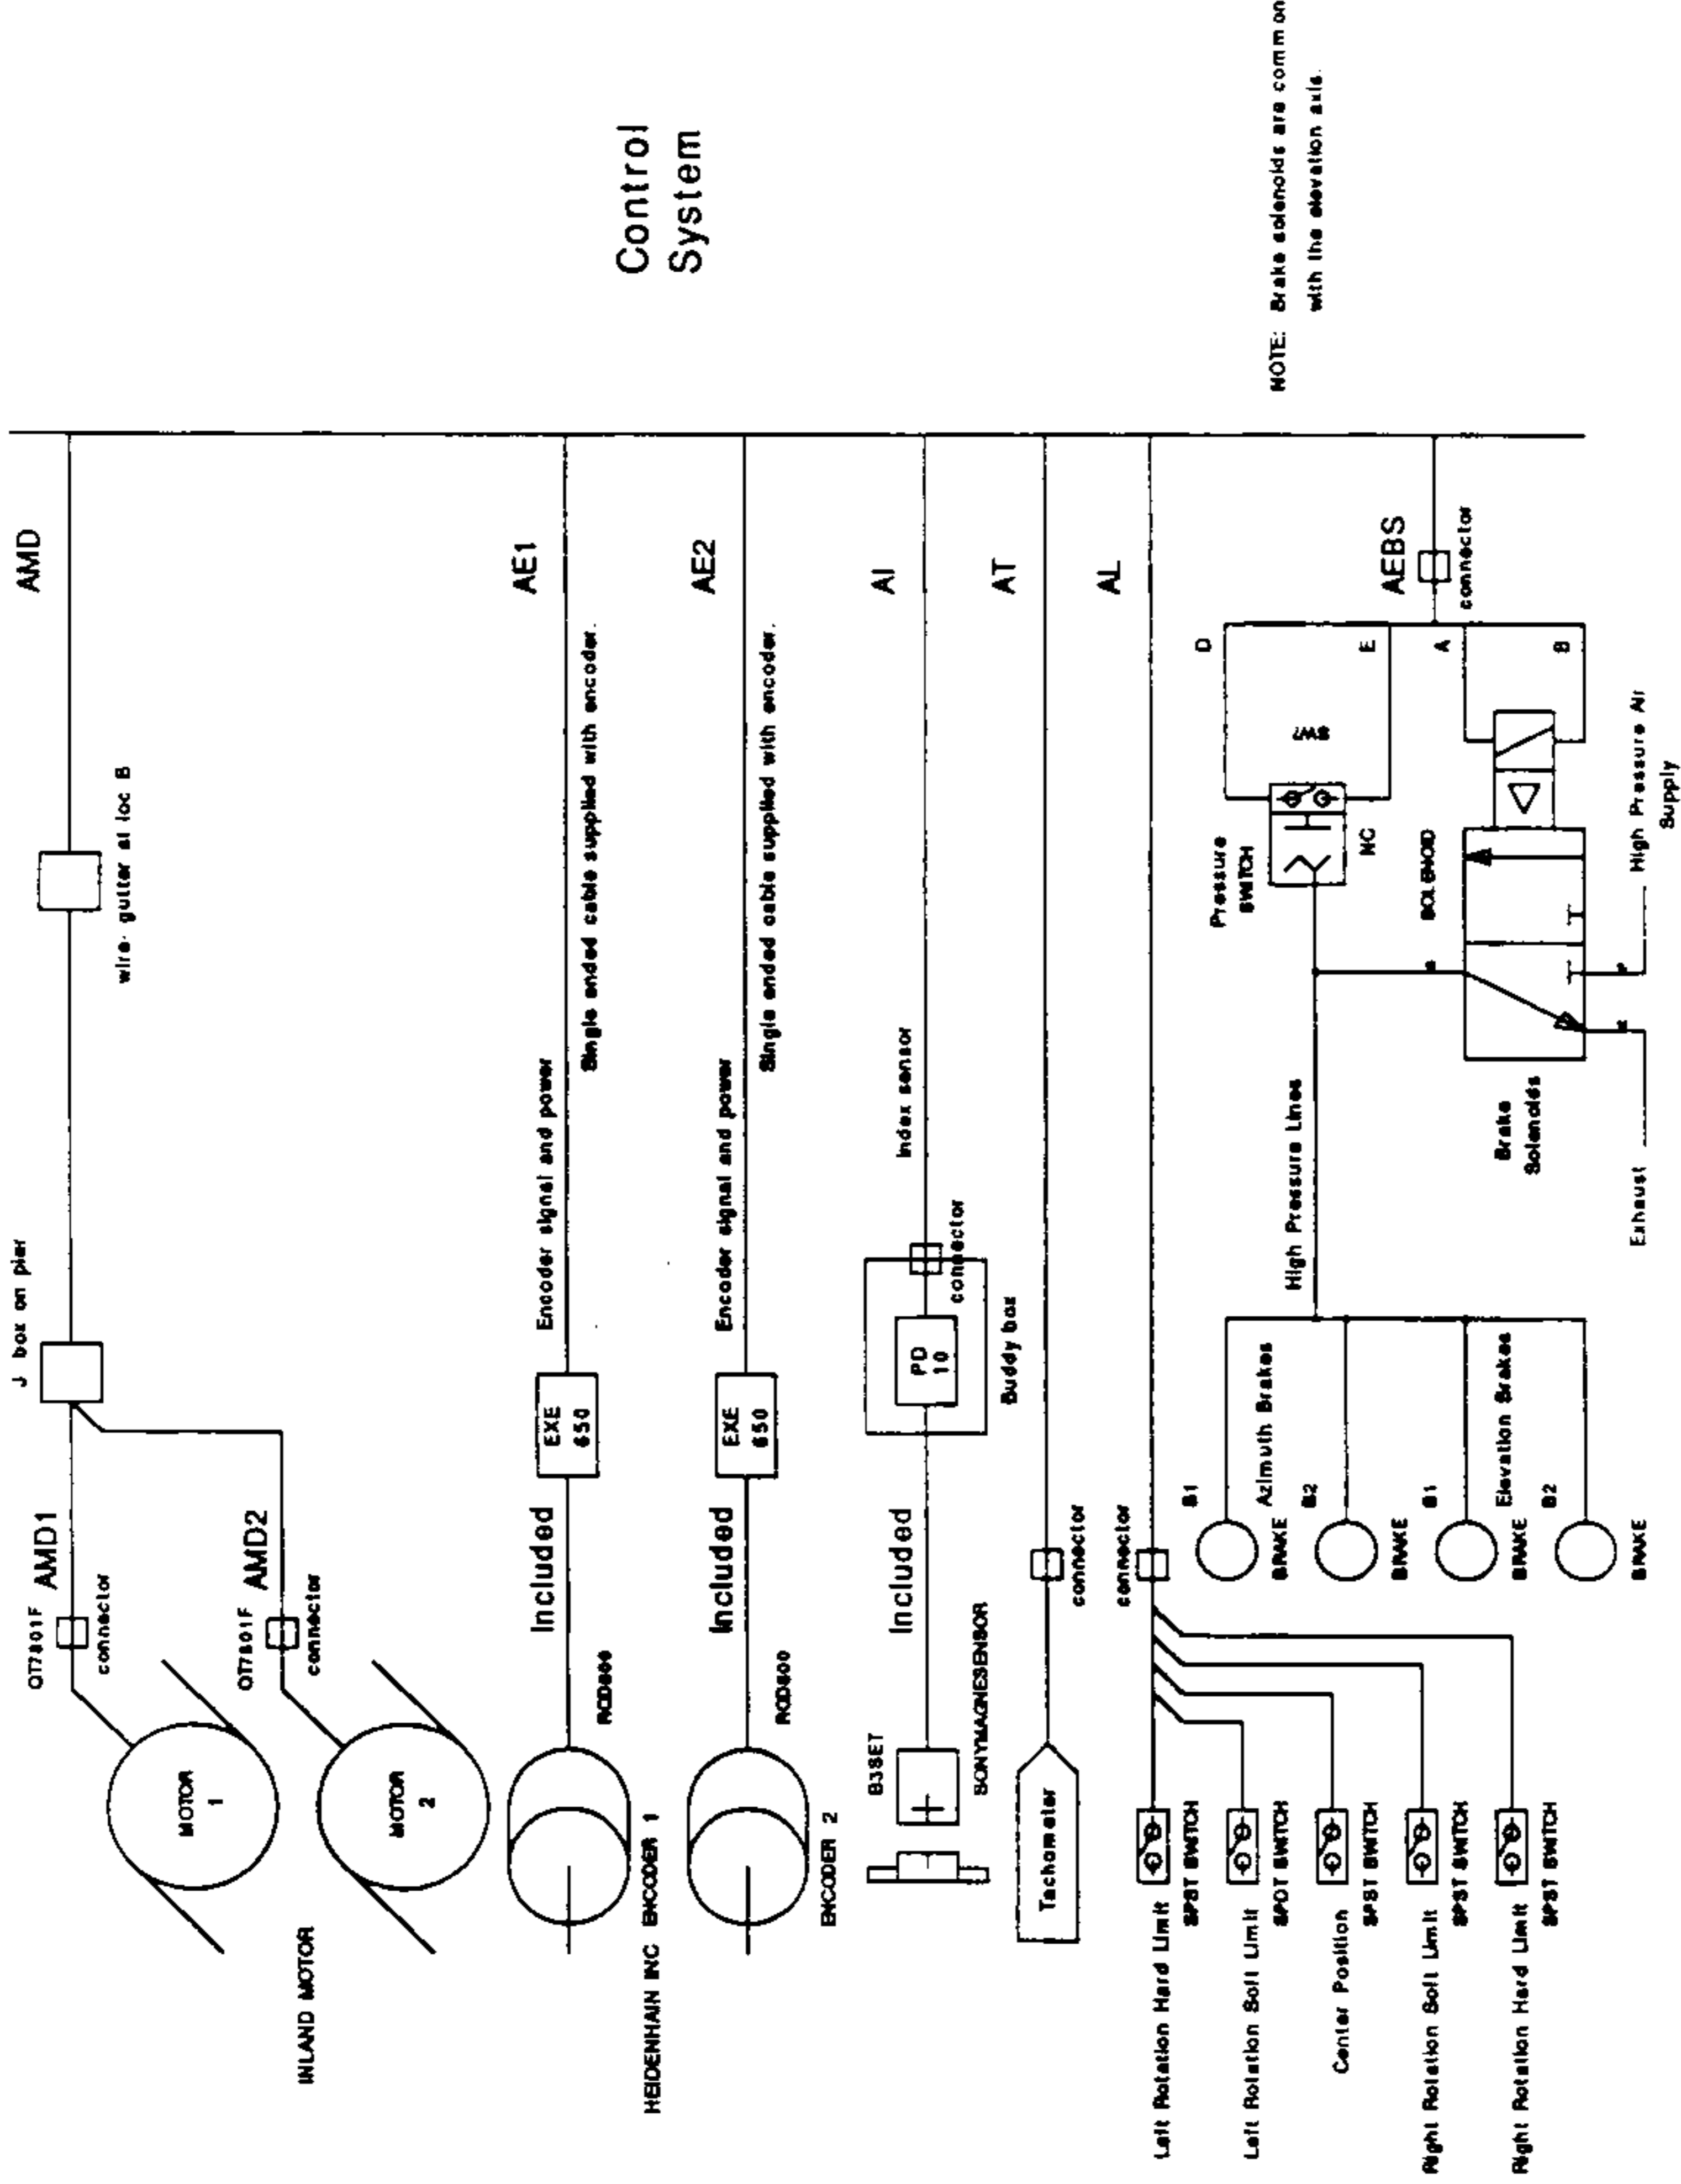 AMD
wire gutter at loc B
J box on pier
QT7801F
AMD1
connector
QT7801F
AMD2
connector
MOTOR
1
MOTOR
2
INLAND MOTOR
AE1
Single ended cable supplied with encoder.
Encoder signal and power
EXE
650
Included
ROD800
HEIDENHAIN INC ENCODER 1
AE2
Single ended cable supplied with encoder.
Encoder signal and power
EXE
650
Included
ROD800
ENCODER 2
Control
System
AI
Index sensor
connector
PD
10
Buddy box
Included
SONYMAGNESENSOR
AT
connector
Tachometer
AL
connector
Left Rotation Hard Limit
SPST SWITCH
Left Rotation Soft Limit
SPOT SWITCH
Center Position
SPST SWITCH
Right Rotation Soft Limit
SPST SWITCH
Right Rotation Hard Limit
SPST SWITCH
NOTE: Brake solenoids are common
with the elevation axis.
AEBS
connector
D
E
A
B
Pressure
SWITCH
NC
SOLENOID
High Pressure Air
Supply
High Pressure Lines
Brake
Solenoids
Exhaust
B1
Azimuth Brakes
BRAKE
B2
BRAKE
B1
Elevation Brakes
BRAKE
B2
BRAKE